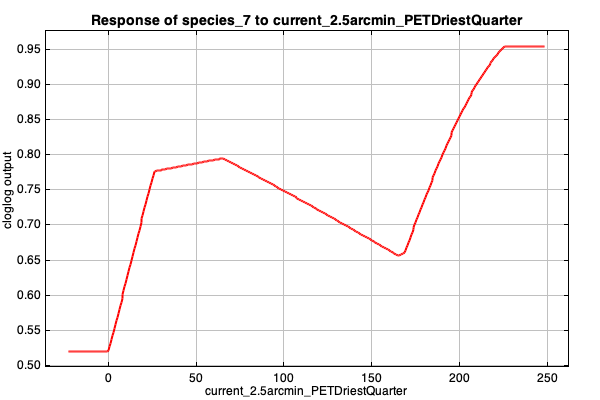 Response of species_7 to current_2.5arcmin_PETDriestQuarter
0.95
0.90
0.85
0.80
0.75
0.70
0.65
0.60
0.55
0.50
cloglog output
0 50 100 150 200 250
current_2.5arcmin_PETDriestQuarter